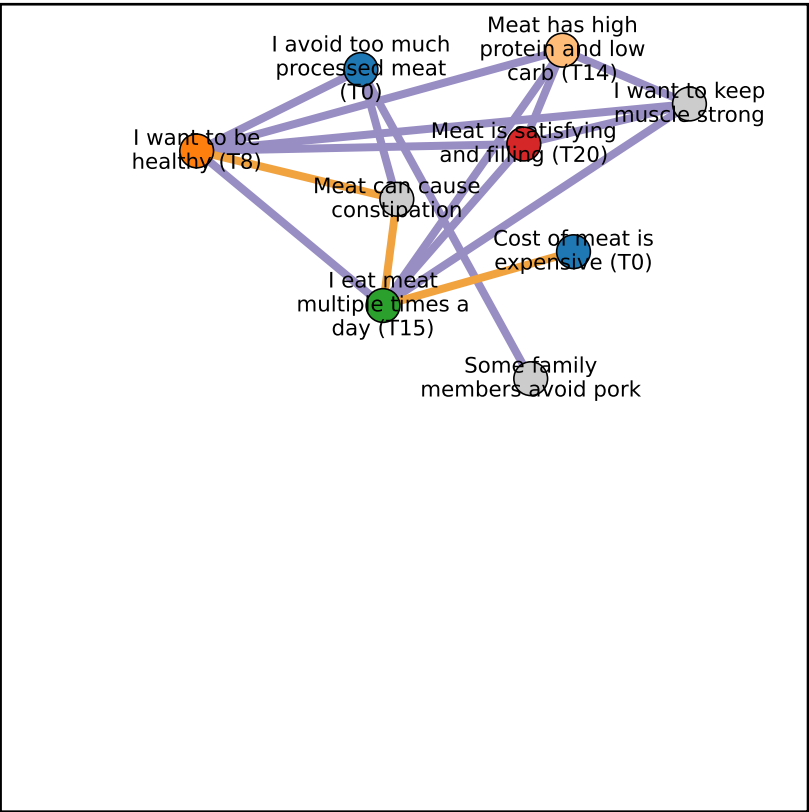 Meat has high
protein and low
carb (T14)
I avoid too much
processed meat
(T0)
I want to keep
muscle strong
I want to be
healthy (T8)
Meat is satisfying
and filling (T20)
Meat can cause
constipation
Cost of meat is
expensive (T0)
I eat meat
multiple times a
day (T15)
Some family
members avoid pork